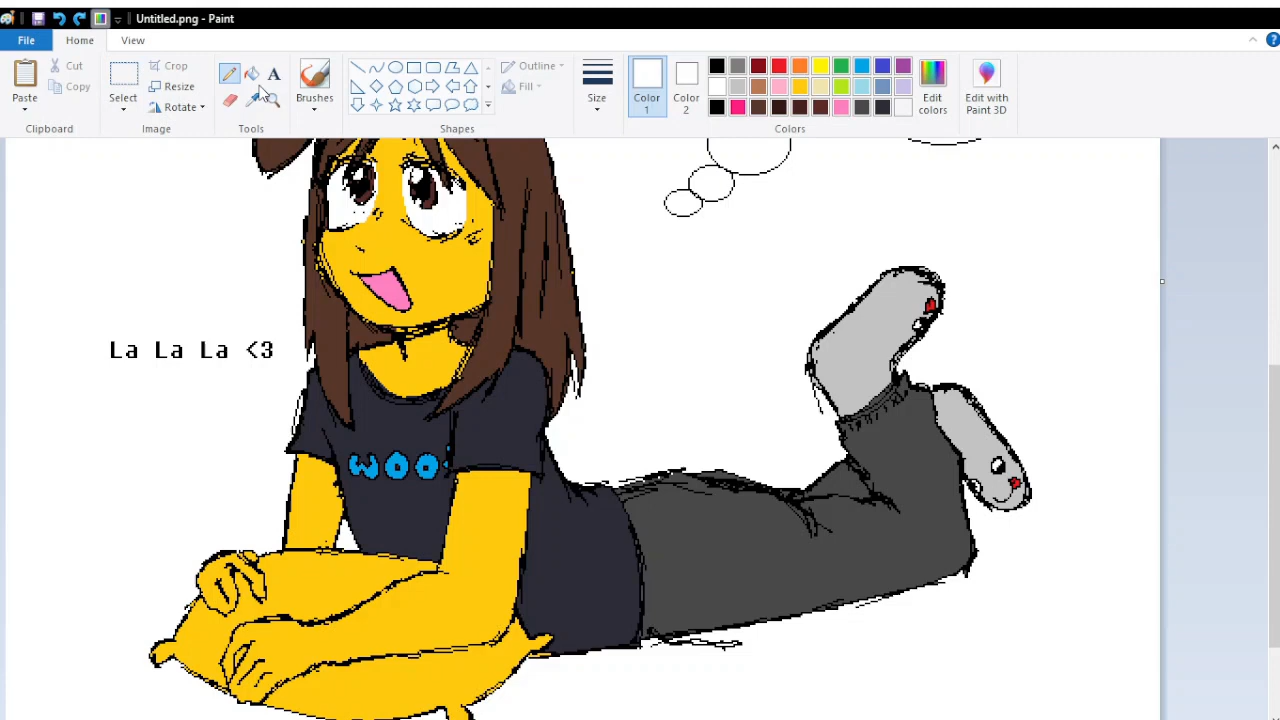 Untitled.png - Paint
File Home View
Paste
Cut
Copy
Clipboard
Select
Crop
Resize
Rotate
Image
Tools
Brushes
Shapes
Outline
Fill
Size
Color 1
Color 2
Colors
Edit colors
Edit with Paint 3D
La La La <3
WOO